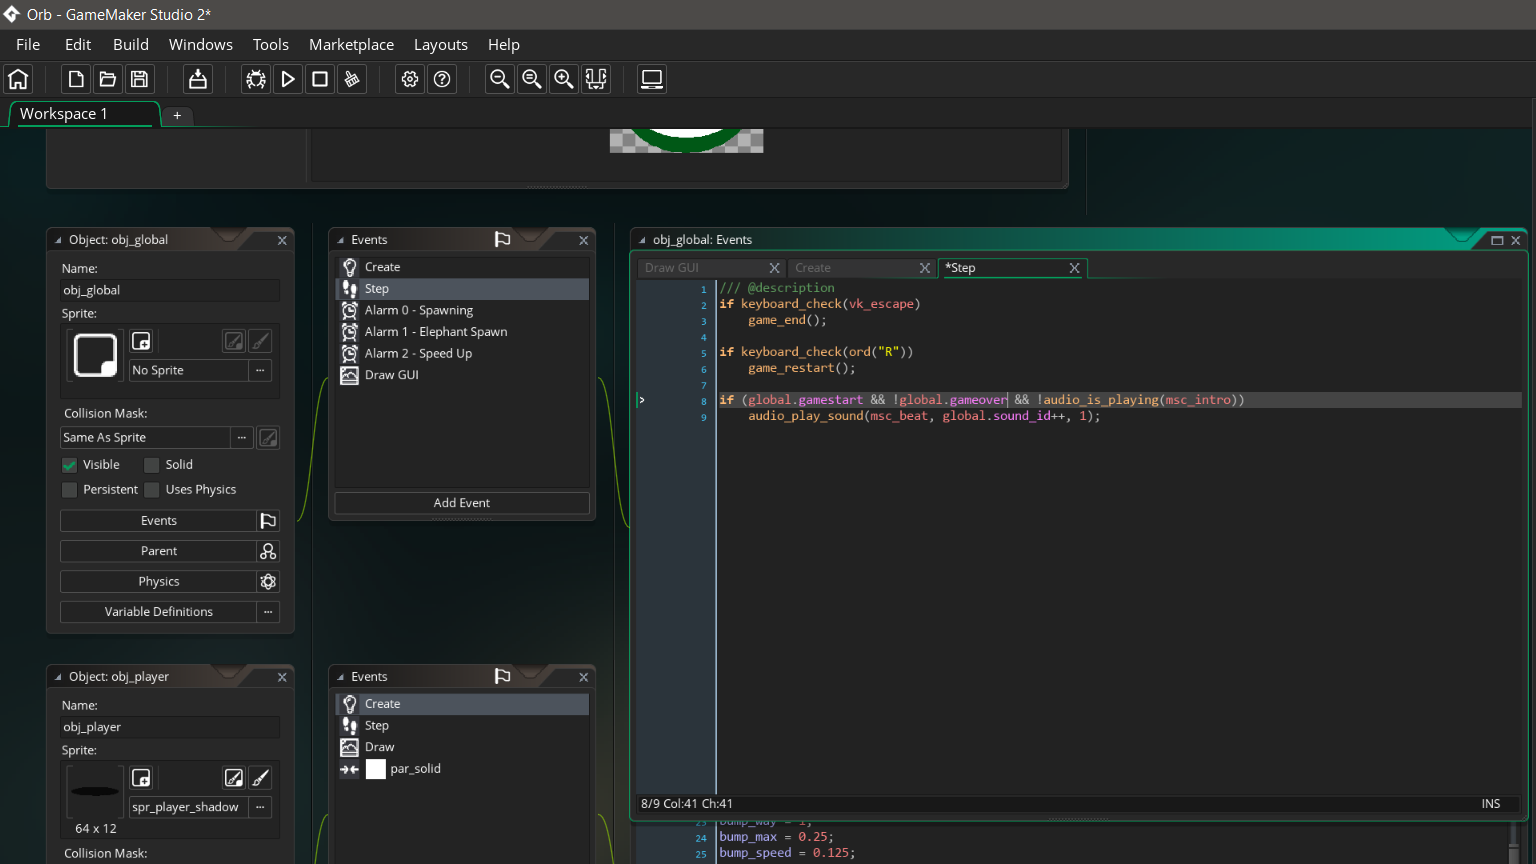 Orb - GameMaker Studio 2*
File Edit Build Windows Tools Marketplace Layouts Help
Workspace 1 +
Object: obj_global
Name:
obj_global
Sprite:
No Sprite ...
Collision Mask:
Same As Sprite ...
Visible Solid
Persistent Uses Physics
Events
Parent
Physics
Variable Definitions ...
Events
Create
Step
Alarm 0 - Spawning
Alarm 1 - Elephant Spawn
Alarm 2 - Speed Up
Draw GUI
Add Event
obj_global: Events
Draw GUI X Create X *Step X
1 /// @description
2 if keyboard_check(vk_escape)
3 game_end();
4
5 if keyboard_check(ord("R"))
6 game_restart();
7
8 if (global.gamestart && !global.gameover && !audio_is_playing(msc_intro))
9 audio_play_sound(msc_beat, global.sound_id++, 1);
8/9 Col:41 Ch:41 INS
Object: obj_player
Name:
obj_player
Sprite:
spr_player_shadow ...
64 x 12
Collision Mask:
Events
Create
Step
Draw
par_solid
23 bump_way = 1;
24 bump_max = 0.25;
25 bump_speed = 0.125;